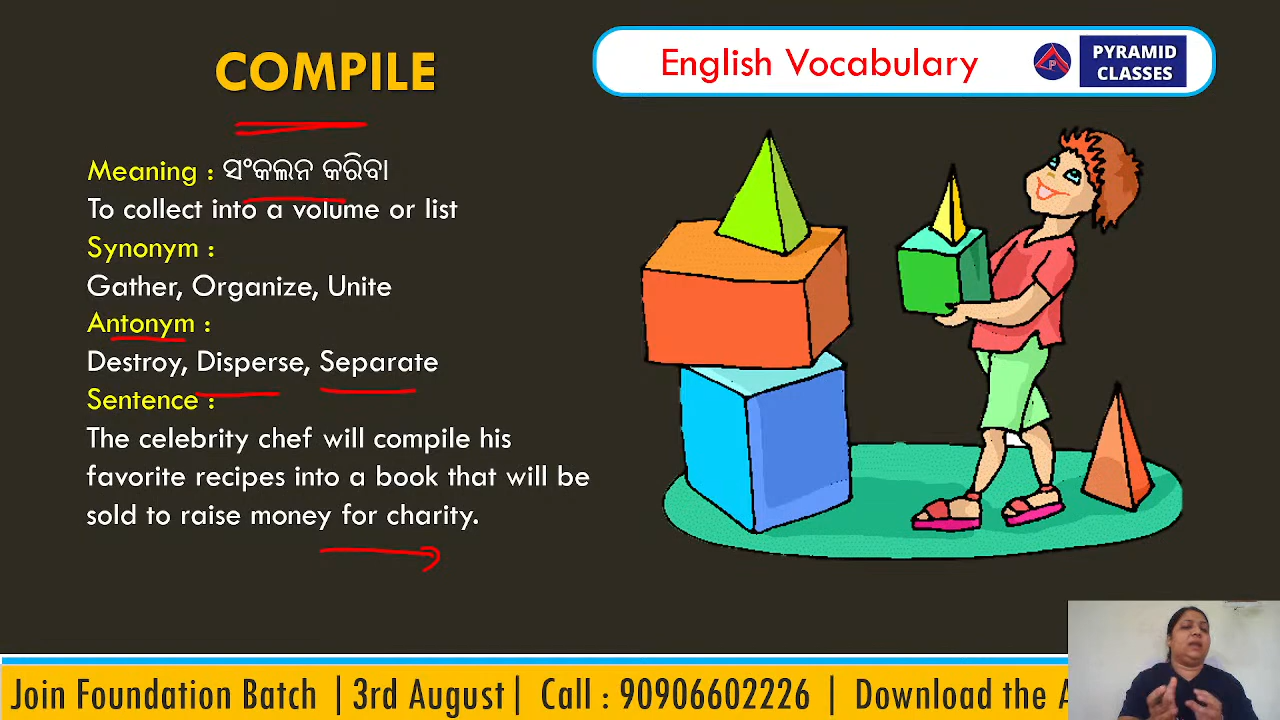 COMPILE
English Vocabulary
PYRAMID
CLASSES
Meaning : ସଂକଳନ କରିବା
To collect into a volume or list
Synonym :
Gather, Organize, Unite
Antonym :
Destroy, Disperse, Separate
Sentence :
The celebrity chef will compile his
favorite recipes into a book that will be
sold to raise money for charity.
Join Foundation Batch | 3rd August | Call : 90906602226 | Download the